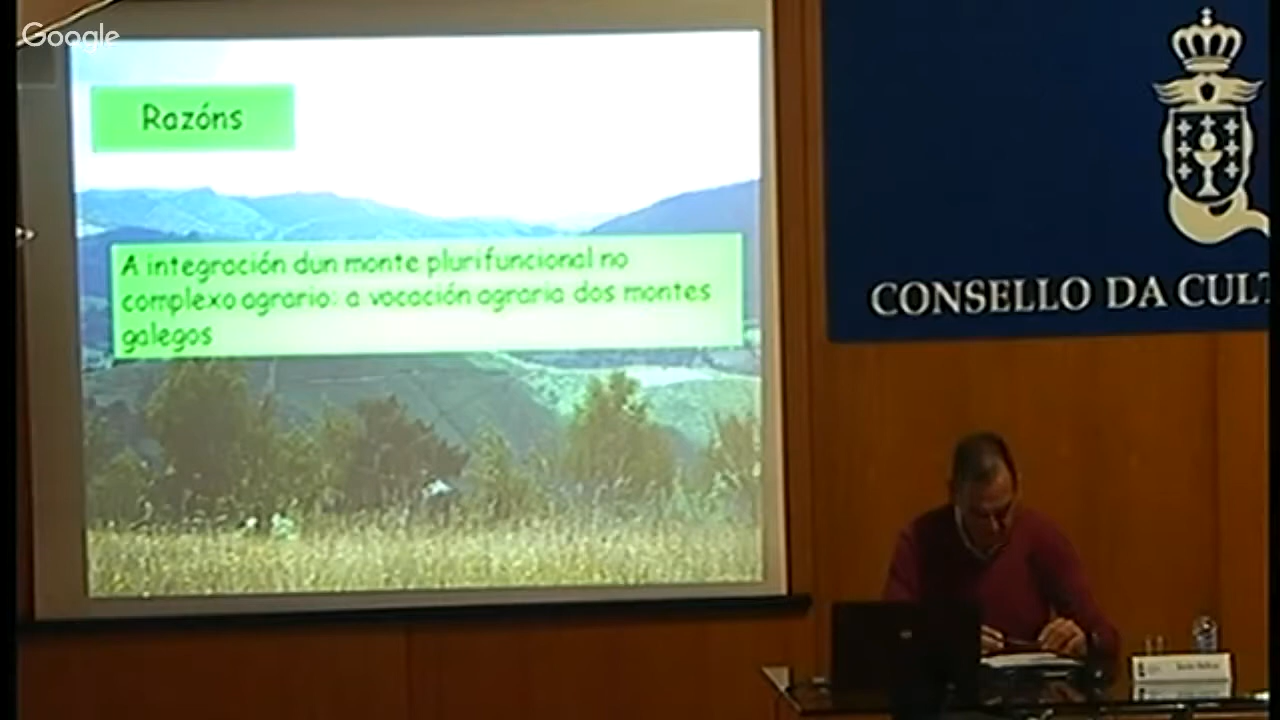 Google
Razóns
A integración dun monte plurifuncional no
complexo agrario: a vocación agraria dos montes
galegos
CONSELLO DA CULT